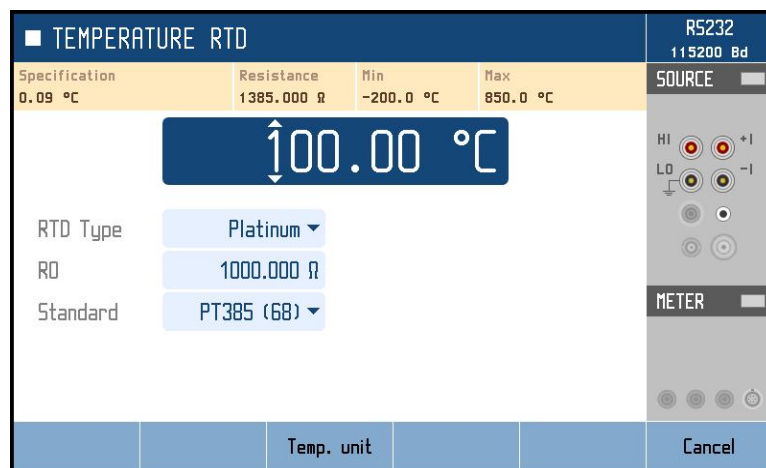 TEMPERATURE RTD
RS232
115200 Bd
Specification Resistance Min Max
0.09 °C 1385.000 Ω -200.0 °C 850.0 °C
SOURCE
100.00 °C
HI +I
LO -I
RTD Type Platinum
R0 1000.000 Ω
Standard PT385 (68)
METER
Temp. unit Cancel